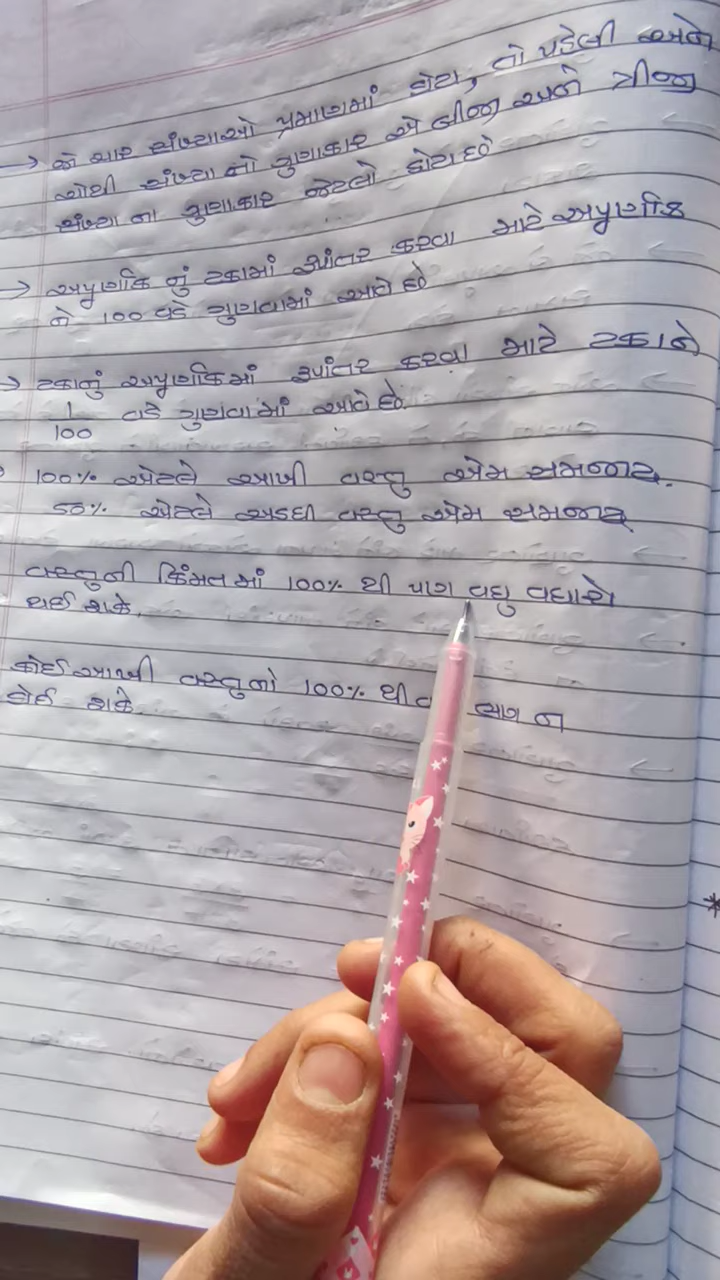 → જો ચાર સંખ્યાઓ પ્રમાણમાં હોય, તો પહેલી અને
ચોથી સંખ્યા નો ગુણાકાર એ બીજી અને ત્રીજી
સંખ્યા ના ગુણાકાર જેટલો હોય છે
→ અપૂર્ણાંક નું ટકામાં રૂપાંતર કરવા માટે અપૂર્ણાંક
ને 100 વડે ગુણવામાં આવે છે
→ ટકાનું અપૂર્ણાંકમાં રૂપાંતર કરવા માટે ટકાને
1/100 વડે ગુણવામાં આવે છે.
100% એટલે આખી વસ્તુ એમ સમજાય.
50% એટલે અડધી વસ્તુ એમ સમજાય
વસ્તુની કિંમતમાં 100% થી પણ વધુ વધારો
થઈ શકે.
કોઈ આખી વસ્તુનો 100% થી ભાગ ન
હોઈ શકે.